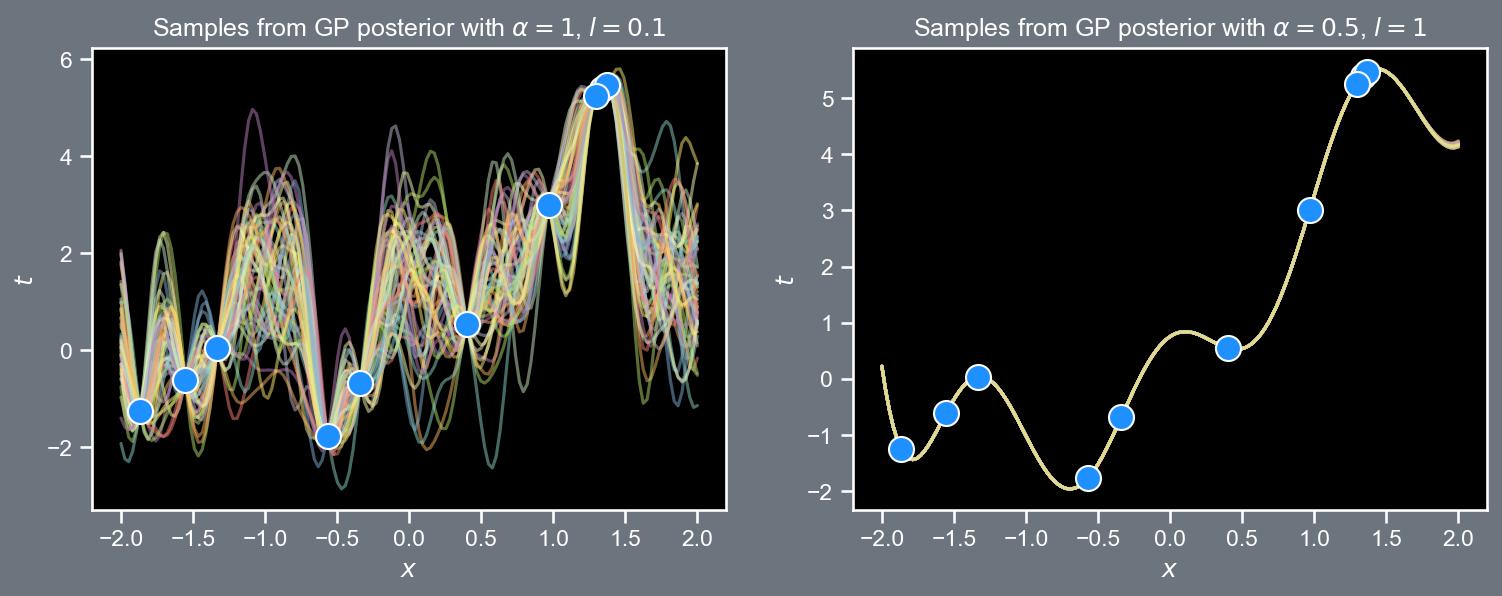 Samples from GP posterior with α = 1, l = 0.1
6
4
2
0
−2
t
−2.0 −1.5 −1.0 −0.5 0.0 0.5 1.0 1.5 2.0
x
Samples from GP posterior with α = 0.5, l = 1
5
4
3
2
1
0
−1
−2
t
−2.0 −1.5 −1.0 −0.5 0.0 0.5 1.0 1.5 2.0
x